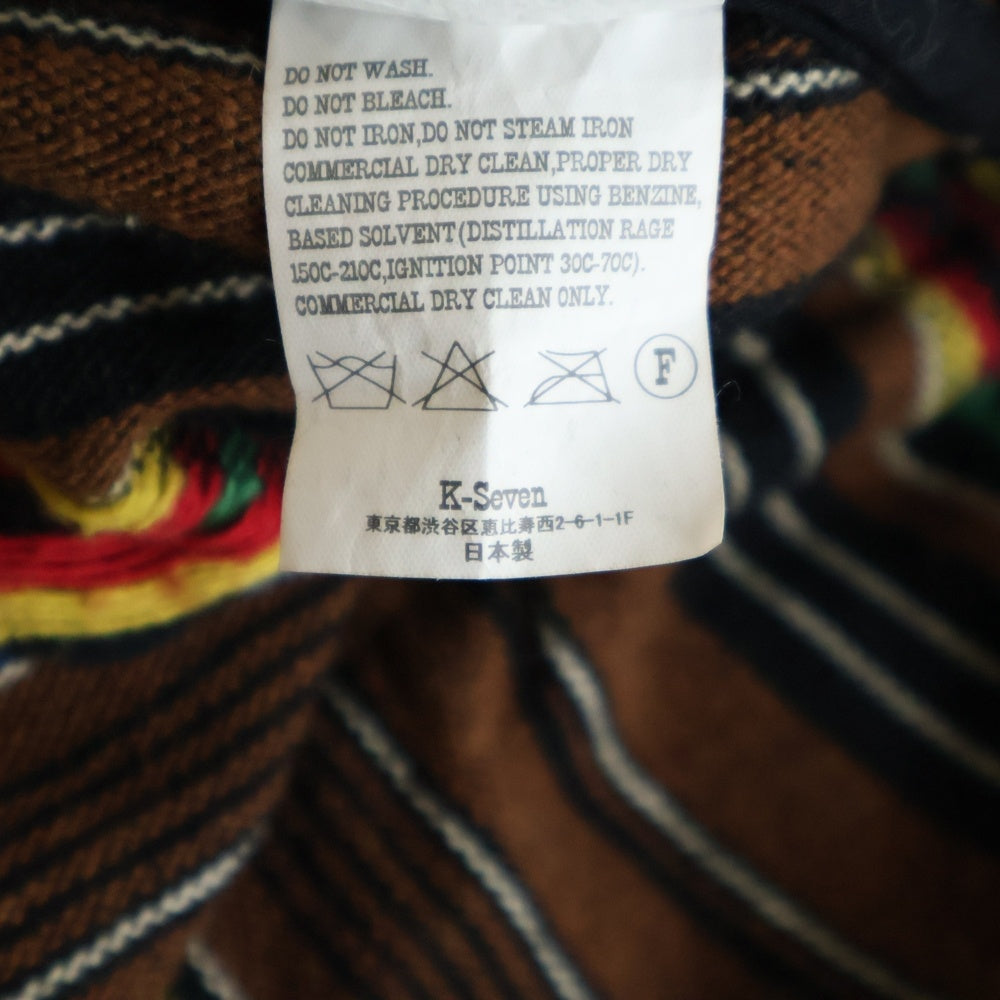 DO NOT WASH.
DO NOT BLEACH.
DO NOT IRON,DO NOT STEAM IRON
COMMERCIAL DRY CLEAN,PROPER DRY
CLEANING PROCEDURE USING BENZINE,
BASED SOLVENT(DISTILLATION RAGE
150C-210C,IGNITION POINT 30C-70C).
COMMERCIAL DRY CLEAN ONLY.
F
K-Seven
東京都渋谷区恵比寿西2-6-1-1F
日本製